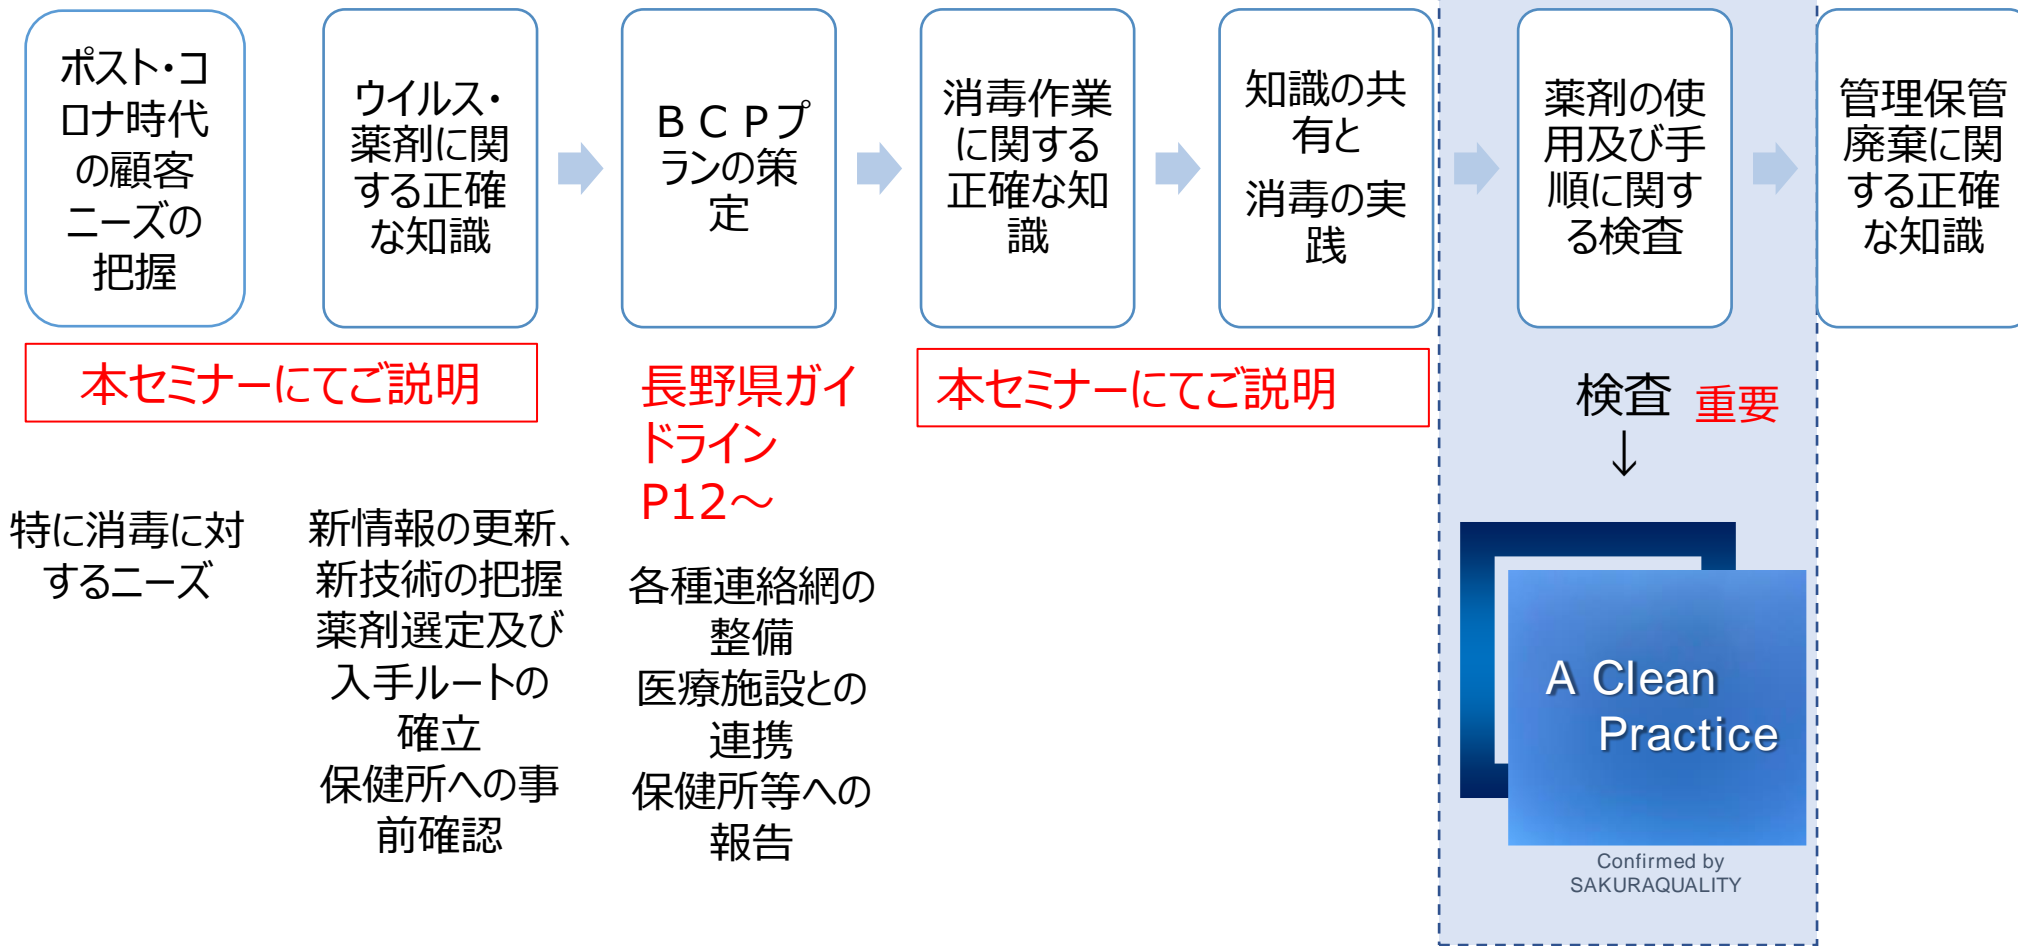 ポスト・コ
ロナ時代
の顧客
ニーズの
把握
ウイルス・
薬剤に関
する正確
な知識
ＢＣＰプ
ランの策
定
消毒作業
に関する
正確な知
識
知識の共
有と
消毒の実
践
薬剤の使
用及び手
順に関す
る検査
管理保管
廃棄に関
する正確
な知識
本セミナーにてご説明
長野県ガイ
ドライン
P12～
本セミナーにてご説明
検査 重要
↓
特に消毒に対
するニーズ
新情報の更新、
新技術の把握
薬剤選定及び
入手ルートの
確立
保健所への事
前確認
各種連絡網の
整備
医療施設との
連携
保健所等への
報告
A Clean
Practice
Confirmed by
SAKURAQUALITY